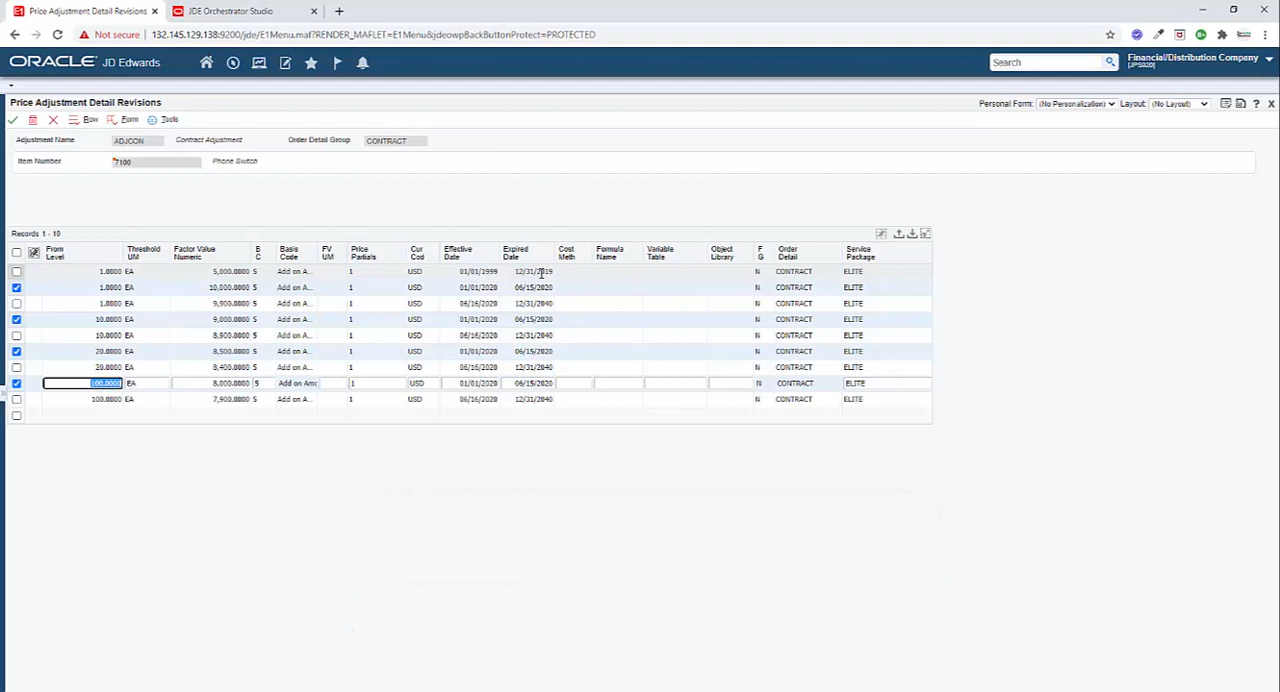 Price Adjustment Detail Revisions JDE Orchestrator Studio
Not secure 132.145.529.138:9200/jde/E1Menu.maf?RENDER_MAFLET=E1Menu&jdeowpBackButtonProtect=PROTECTED
ORACLE JD Edwards Search Financial/Distribution Company
[JPS920]
Price Adjustment Detail Revisions Personal Form: (No Personalization) Layout: (No Layout)
Row Form Tools
Adjustment Name ADJCON Contract Adjustment Order Detail Group CONTRACT
Item Number *7100 Phone Switch
Records 1 - 10
From Level Threshold UM Factor Value Numeric B C Basis Code FV UM Price Partials Cur Cod Effective Date Expired Date Cost Meth Formula Name Variable Table Object Library F G Order Detail Service Package
1.0000 EA 5,000.0000 5 Add on A... 1 USD 01/01/1999 12/31/2019 N CONTRACT ELITE
1.0000 EA 10,000.0000 5 Add on A... 1 USD 01/01/2020 06/15/2020 N CONTRACT ELITE
1.0000 EA 9,900.0000 5 Add on A... 1 USD 06/16/2020 12/31/2040 N CONTRACT ELITE
10.0000 EA 9,000.0000 5 Add on A... 1 USD 01/01/2020 06/15/2020 N CONTRACT ELITE
10.0000 EA 8,900.0000 5 Add on A... 1 USD 06/16/2020 12/31/2040 N CONTRACT ELITE
20.0000 EA 8,500.0000 5 Add on A... 1 USD 01/01/2020 06/15/2020 N CONTRACT ELITE
20.0000 EA 8,400.0000 5 Add on A... 1 USD 06/16/2020 12/31/2040 N CONTRACT ELITE
100.0000 EA 8,000.0000 5 Add on Amo 1 USD 01/01/2020 06/15/2020 N CONTRACT ELITE
100.0000 EA 7,900.0000 5 Add on A... 1 USD 06/16/2020 12/31/2040 N CONTRACT ELITE